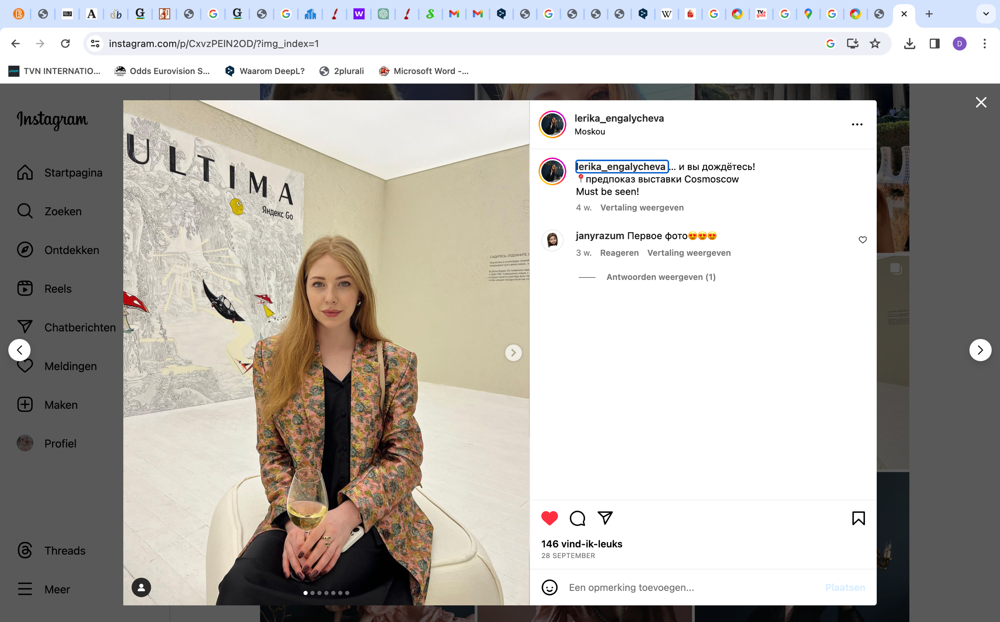 instagram.com/p/CxvzPEIN2OD/?img_index=1
D
TVN INTERNATIO...
Odds Eurovision S...
Waarom DeepL?
2plurali
Microsoft Word -...
Instagram
Startpagina
Zoeken
Ontdekken
Reels
Chatberichten
Meldingen
Maken
Profiel
Threads
Meer
ULTIMA
Яндекс Go
САДИТЕСЬ, ОТДОХНИТЕ,
lerika_engalycheva
Moskou
lerika_engalycheva ... и вы дождётесь!
📍предпоказ выставки Cosmoscow
Must be seen!
4 w. Vertaling weergeven
janyrazum Первое фото😍😍😍
3 w. Reageren Vertaling weergeven
Antwoorden weergeven (1)
146 vind-ik-leuks
28 SEPTEMBER
Een opmerking toevoegen...
Plaatsen